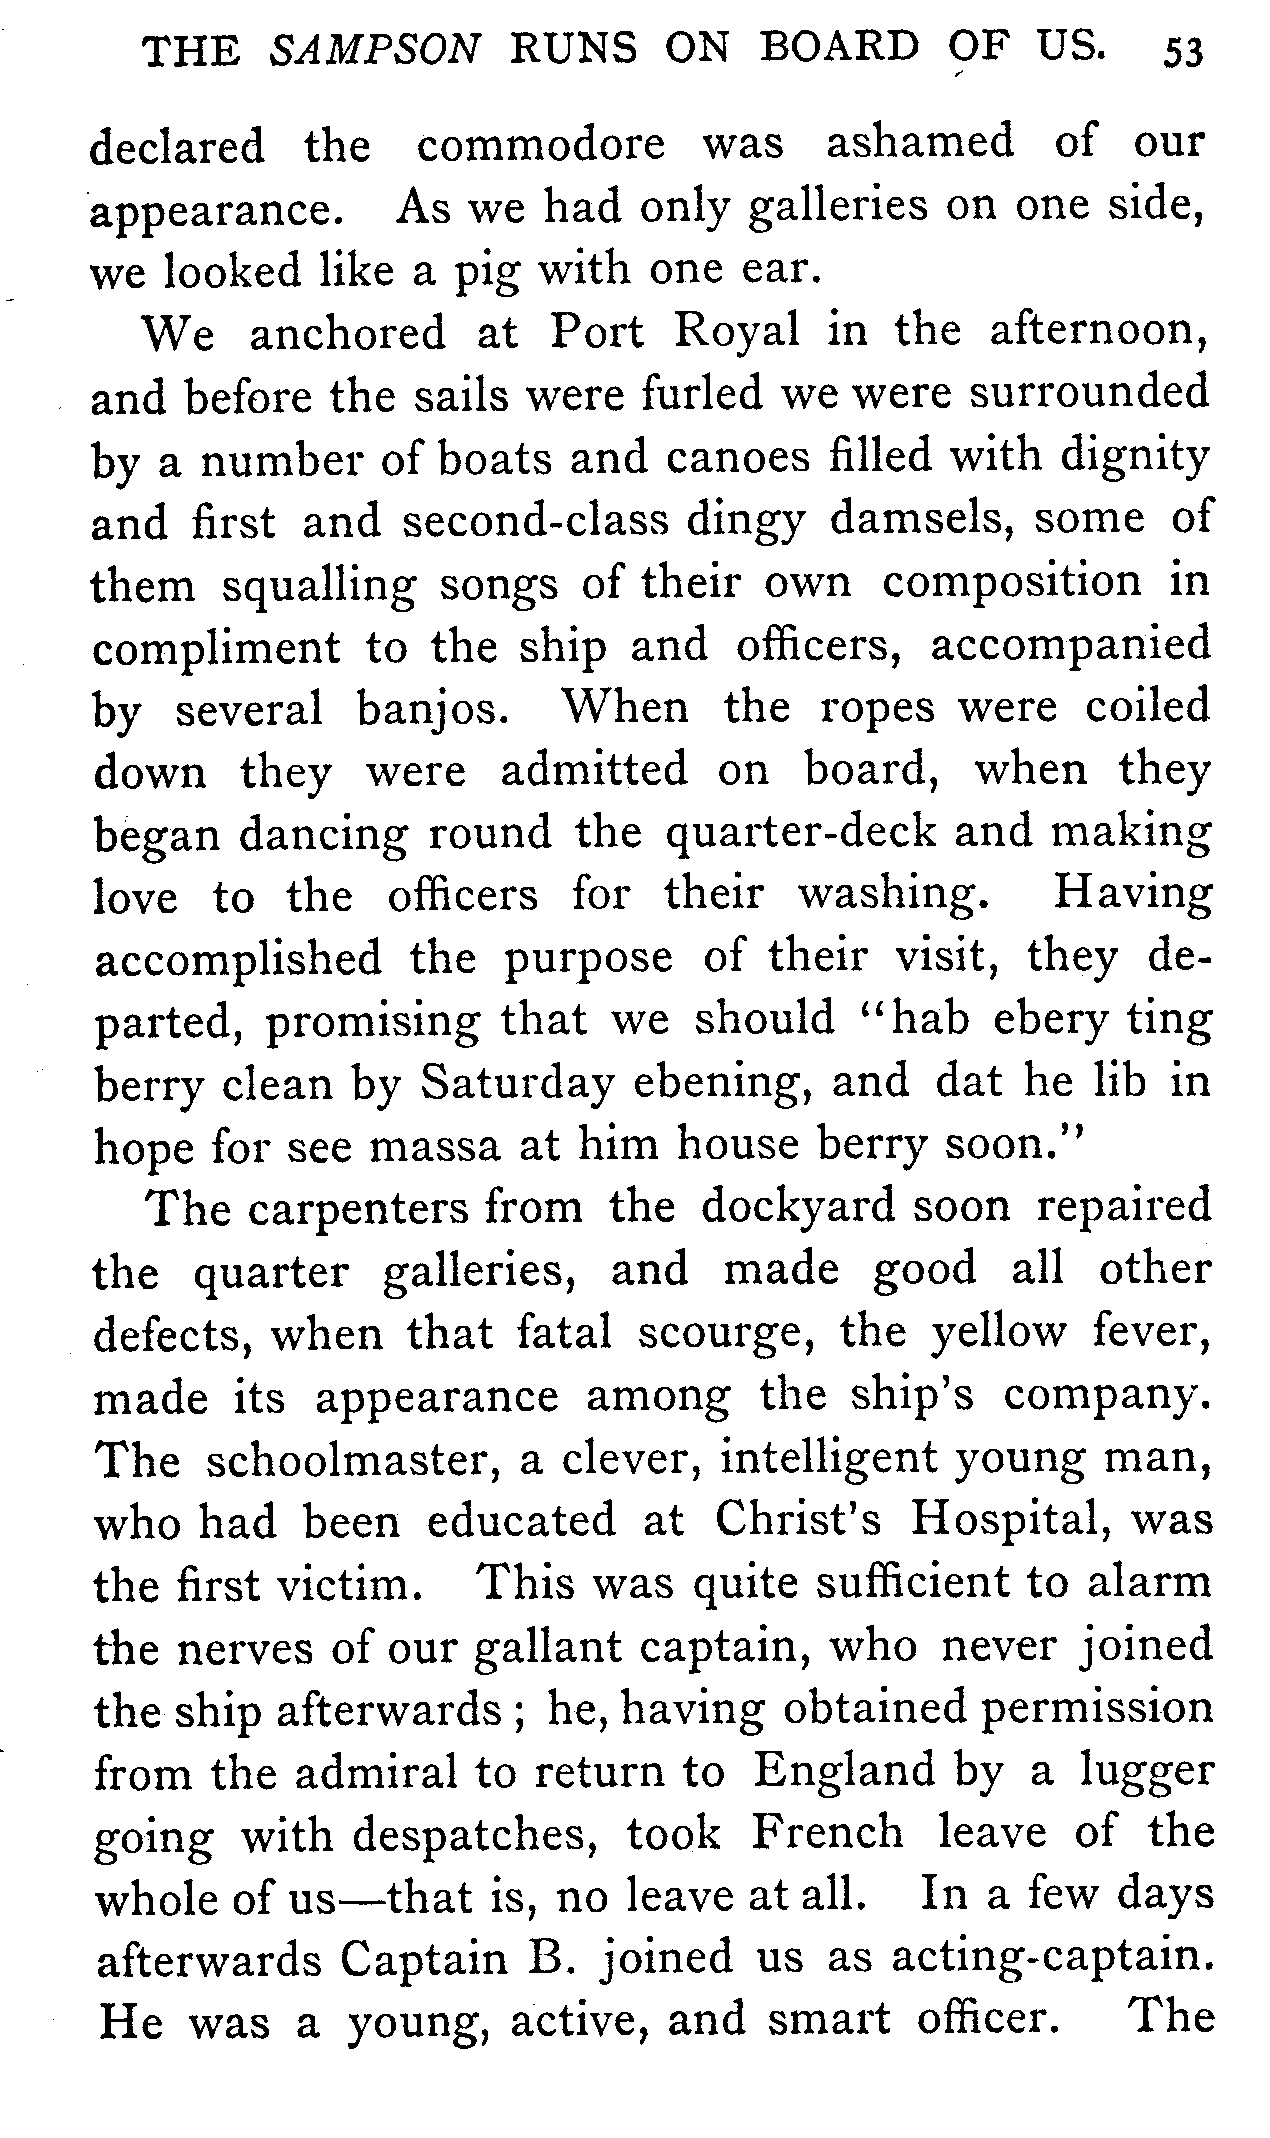 THE SAMPSON RUNS ON BOARD OF US. 53
declared the commodore was ashamed of our
appearance. As we had only galleries on one side,
we looked like a pig with one ear.
We anchored at Port Royal in the afternoon,
and before the sails were furled we were surrounded
by a number of boats and canoes filled with dignity
and first and second-class dingy damsels, some of
them squalling songs of their own composition in
compliment to the ship and officers, accompanied
by several banjos. When the ropes were coiled
down they were admitted on board, when they
began dancing round the quarter-deck and making
love to the officers for their washing. Having
accomplished the purpose of their visit, they de-
parted, promising that we should "hab ebery ting
berry clean by Saturday ebening, and dat he lib in
hope for see massa at him house berry soon."
The carpenters from the dockyard soon repaired
the quarter galleries, and made good all other
defects, when that fatal scourge, the yellow fever,
made its appearance among the ship's company.
The schoolmaster, a clever, intelligent young man,
who had been educated at Christ's Hospital, was
the first victim. This was quite sufficient to alarm
the nerves of our gallant captain, who never joined
the ship afterwards; he, having obtained permission
from the admiral to return to England by a lugger
going with despatches, took French leave of the
whole of us—that is, no leave at all. In a few days
afterwards Captain B. joined us as acting-captain.
He was a young, active, and smart officer. The